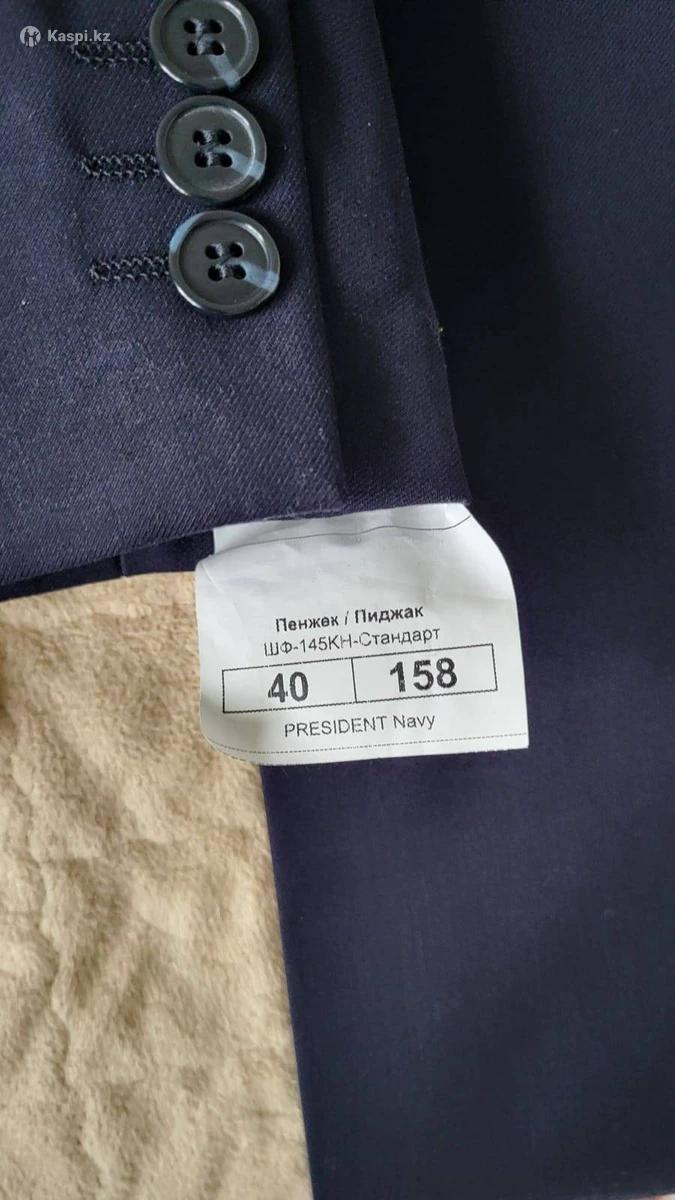 Kaspi.kz
Пенжек / Пиджак
ШФ-145КН-Стандарт
40 158
PRESIDENT Navy